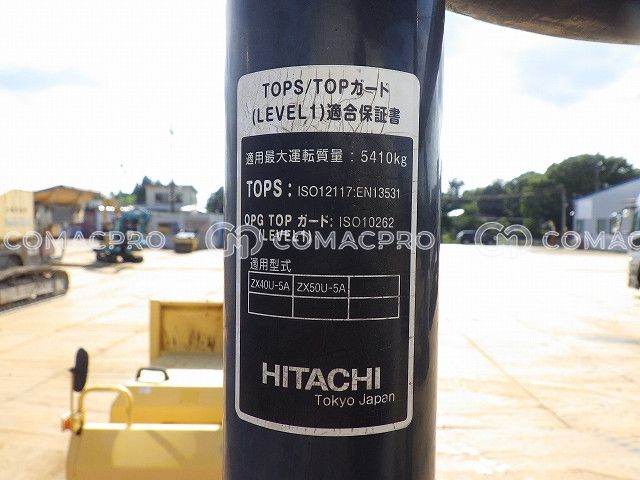 TOPS/TOPガード
(LEVEL1)適合保証書
適用最大運転質量：5410kg
TOPS：ISO12117:EN13531
OPG TOP ガード：ISO10262
(LEVEL1)
適用型式
ZX40U-5A ZX50U-5A
HITACHI
Tokyo Japan
COMACPRO COMACPRO COMACPRO COMAC